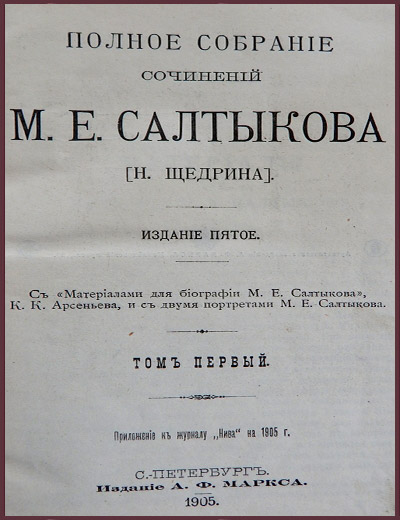 ПОЛНОЕ СОБРАНІЕ
СОЧИНЕНІЙ
М. Е. САЛТЫКОВА
[Н. ЩЕДРИНА].
ИЗДАНІЕ ПЯТОЕ.
Съ «Матеріалами для біографіи М. Е. Салтыкова»,
К. К. Арсеньева, и съ двумя портретами М. Е. Салтыкова.
ТОМЪ ПЕРВЫЙ.
Приложеніе къ журналу „Нива" на 1905 г.
С.-ПЕТЕРБУРГЪ.
Изданіе А. Ф. МАРКСА.
1905.